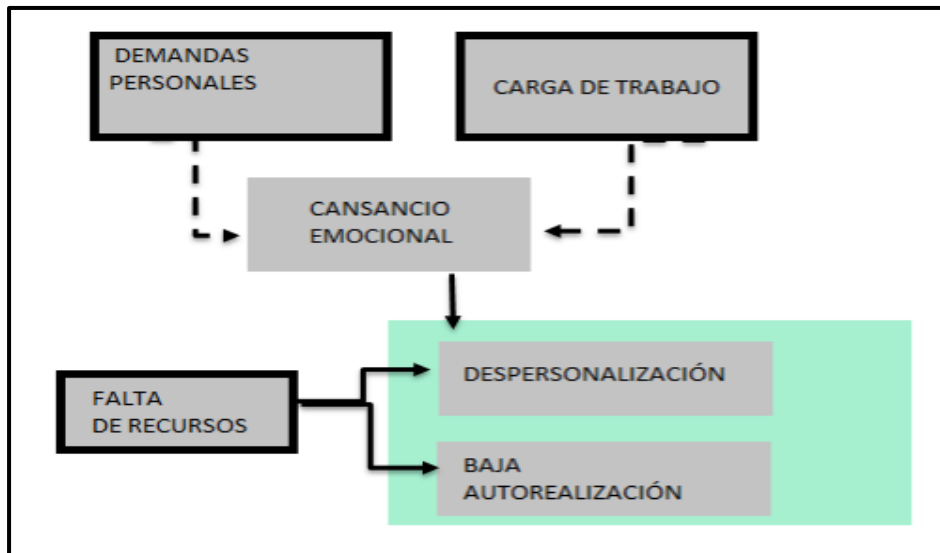 DEMANDAS
PERSONALES
CARGA DE TRABAJO
CANSANCIO
EMOCIONAL
DESPERSONALIZACIÓN
FALTA
DE RECURSOS
BAJA
AUTOREALIZACIÓN